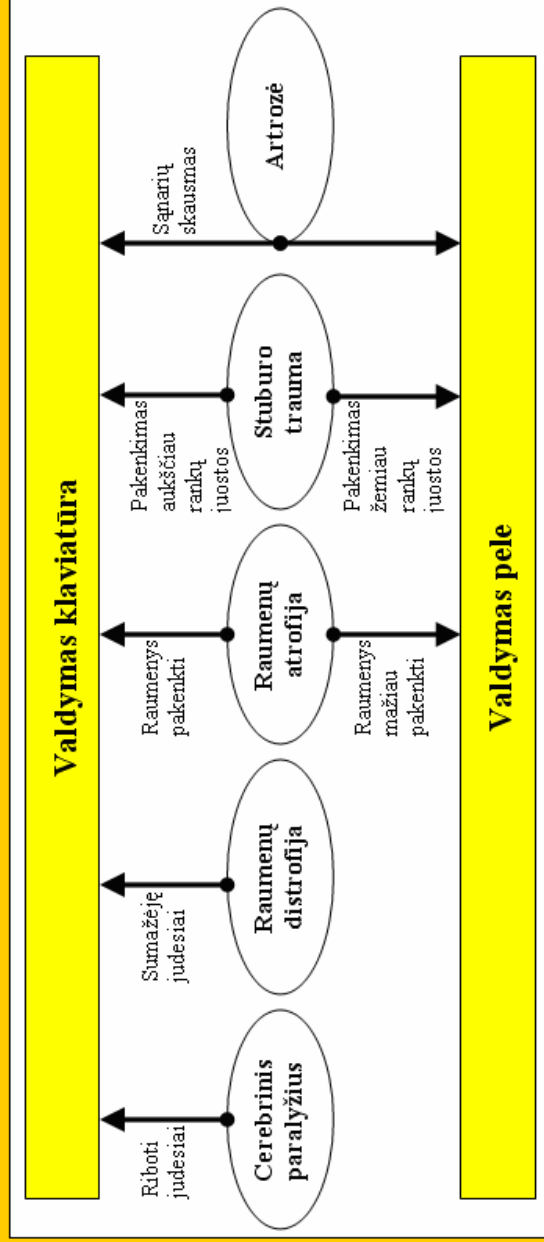 Valdymas klaviatūra
Riboti
judesiai
Sumažėję
judesiai
Raumenys
pakenkti
Pakenkimas
aukščiau
rankų
juostos
Sąnarių
skausmas
Cerebrinis
paralyžius
Raumenų
distrofija
Raumenų
atrofija
Stuburo
trauma
Artrozė
Raumenys
mažiau
pakenkti
Pakenkimas
žemiau
rankų
juostos
Valdymas pele